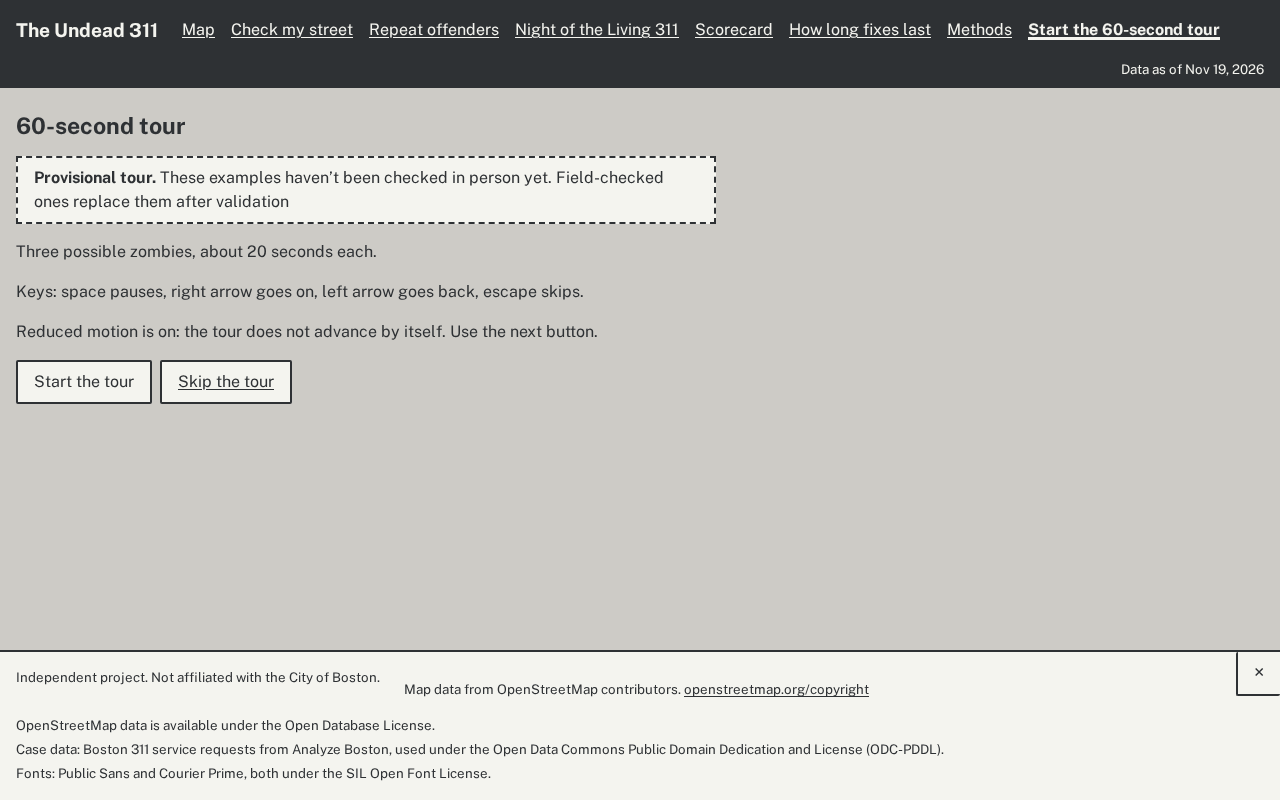 The Undead 311 Map Check my street Repeat offenders Night of the Living 311 Scorecard How long fixes last Methods Start the 60-second tour
Data as of Nov 19, 2026
60-second tour
Provisional tour. These examples haven’t been checked in person yet. Field-checked
ones replace them after validation
Three possible zombies, about 20 seconds each.
Keys: space pauses, right arrow goes on, left arrow goes back, escape skips.
Reduced motion is on: the tour does not advance by itself. Use the next button.
Start the tour Skip the tour
Independent project. Not affiliated with the City of Boston.
Map data from OpenStreetMap contributors. openstreetmap.org/copyright
×
OpenStreetMap data is available under the Open Database License.
Case data: Boston 311 service requests from Analyze Boston, used under the Open Data Commons Public Domain Dedication and License (ODC-PDDL).
Fonts: Public Sans and Courier Prime, both under the SIL Open Font License.